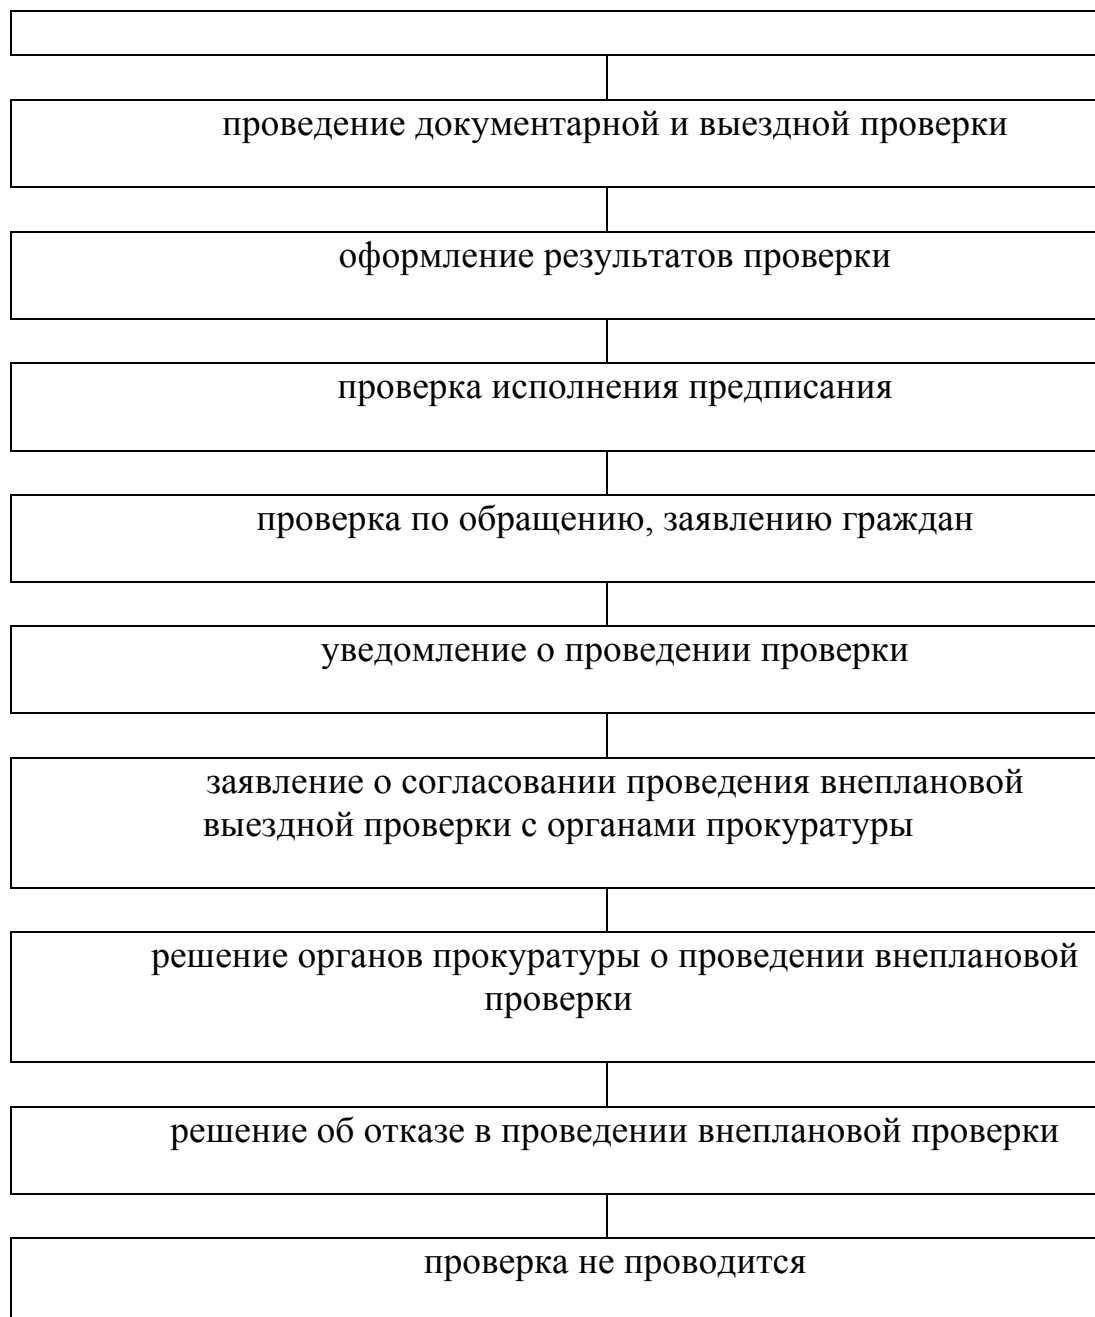 проведение документарной и выездной проверки
оформление результатов проверки
проверка исполнения предписания
проверка по обращению, заявлению граждан
уведомление о проведении проверки
заявление о согласовании проведения внеплановой
выездной проверки с органами прокуратуры
решение органов прокуратуры о проведении внеплановой
проверки
решение об отказе в проведении внеплановой проверки
проверка не проводится